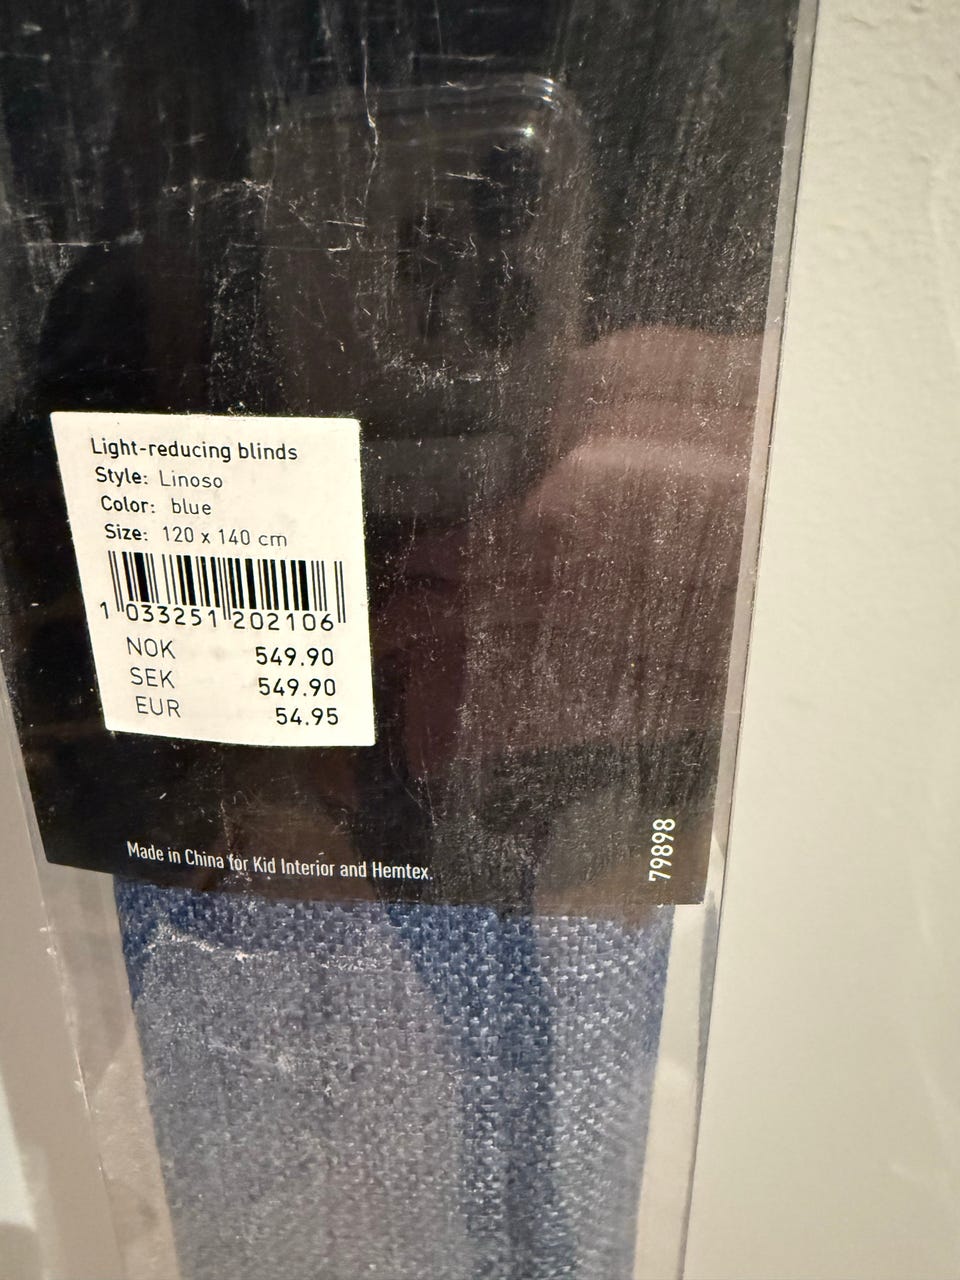 Light-reducing blinds
Style: Linoso
Color: blue
Size: 120 x 140 cm
1 033251 202106
NOK 549.90
SEK 549.90
EUR 54.95
Made in China for Kid Interior and Hemtex.
79898